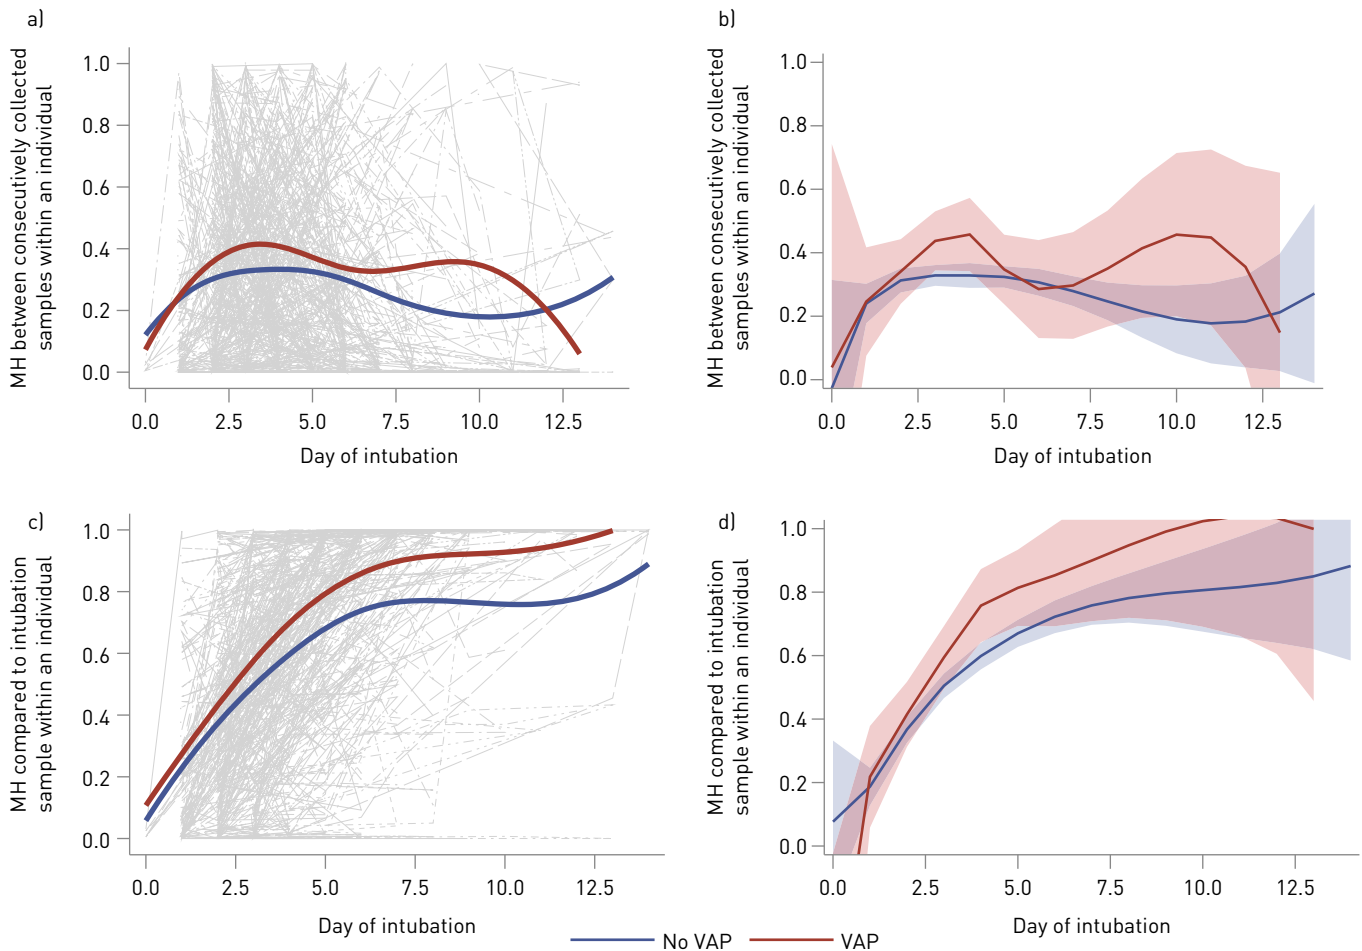 a)
MH between consecutively collected
samples within an individual
1.0
0.8
0.6
0.4
0.2
0.0
0.0 2.5 5.0 7.5 10.0 12.5
Day of intubation
b)
MH between consecutively collected
samples within an individual
1.0
0.8
0.6
0.4
0.2
0.0
0.0 2.5 5.0 7.5 10.0 12.5
Day of intubation
c)
MH compared to intubation
sample within an individual
1.0
0.8
0.6
0.4
0.2
0.0
0.0 2.5 5.0 7.5 10.0 12.5
Day of intubation
d)
MH compared to intubation
sample within an individual
1.0
0.8
0.6
0.4
0.2
0.0
0.0 2.5 5.0 7.5 10.0 12.5
Day of intubation
No VAP VAP